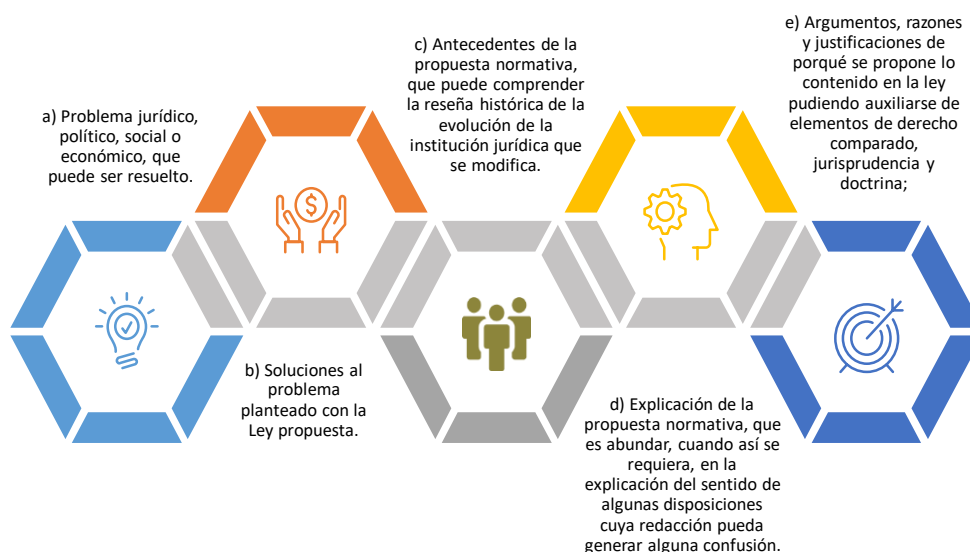 a) Problema jurídico,
político, social o
económico, que
puede ser resuelto.
b) Soluciones al
problema
planteado con la
Ley propuesta.
c) Antecedentes de la
propuesta normativa,
que puede comprender
la reseña histórica de la
evolución de la
institución jurídica que
se modifica.
d) Explicación de la
propuesta normativa, que
es abundar, cuando así se
requiera, en la
explicación del sentido de
algunas disposiciones
cuya redacción pueda
generar alguna confusión.
e) Argumentos, razones
y justificaciones de
porqué se propone lo
contenido en la ley
pudiendo auxiliarse de
elementos de derecho
comparado,
jurisprudencia y
doctrina;
$